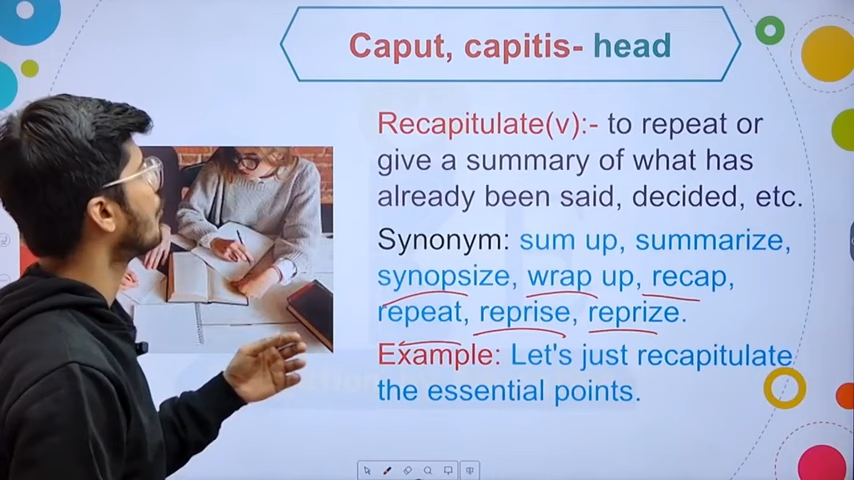 Caput, capitis- head
Recapitulate(v):- to repeat or
give a summary of what has
already been said, decided, etc.
Synonym: sum up, summarize,
synopsize, wrap up, recap,
repeat, reprise, reprize.
Example: Let's just recapitulate
the essential points.